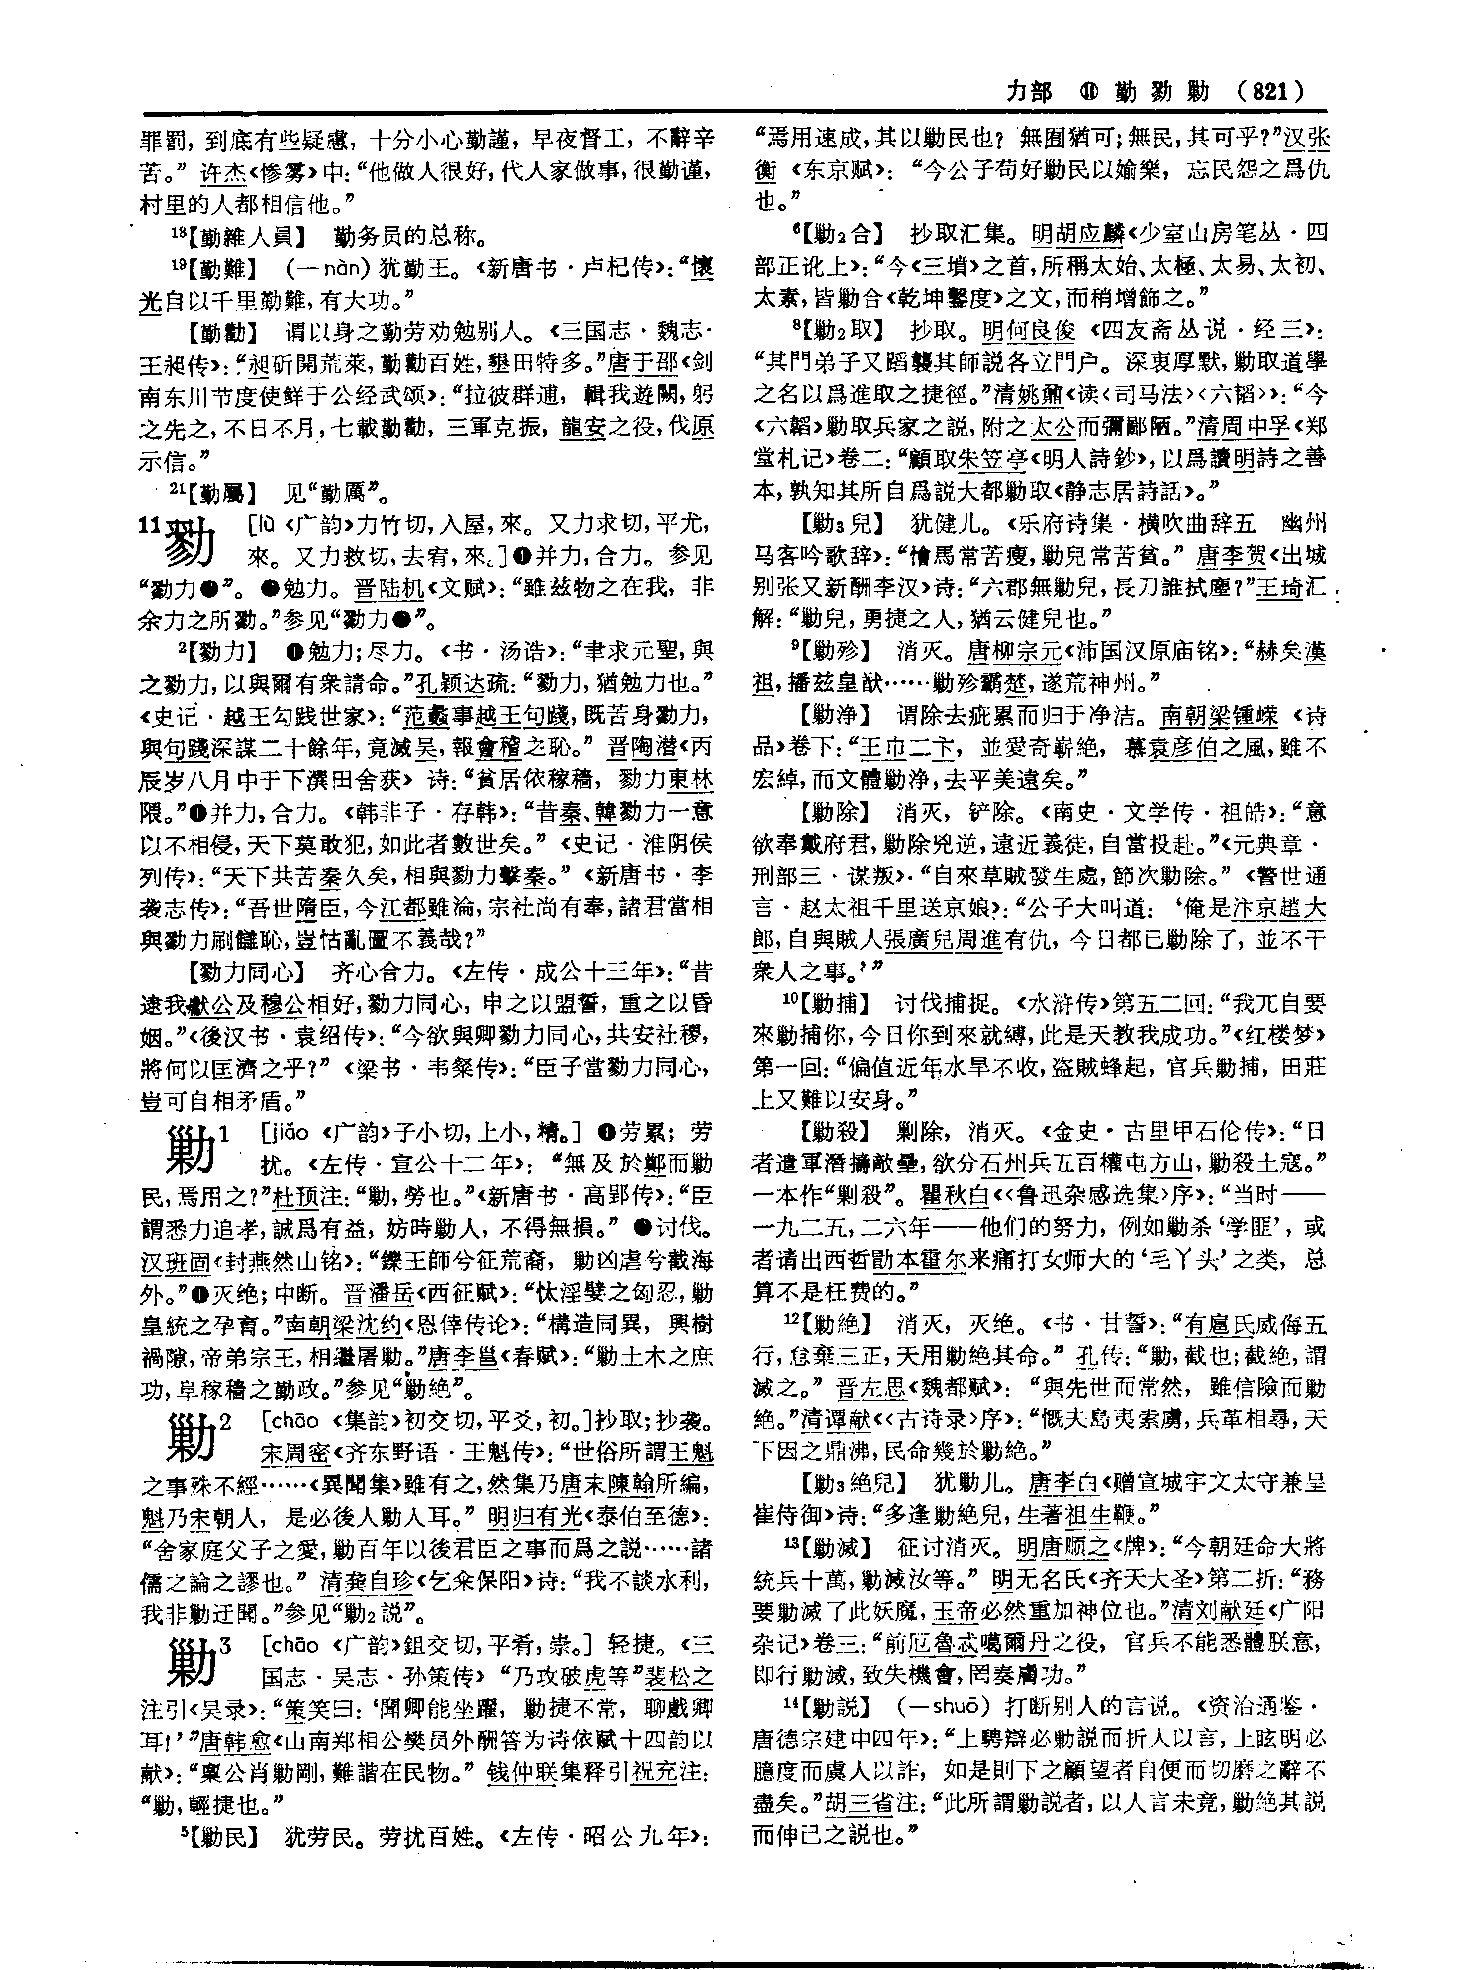 力部 ⑪ 勤勠勦 (821)
罪罰，到底有些疑慮，十分小心勤謹，早夜督工，不辭辛
苦。”许杰《惨雾》中：“他做人很好，代人家做事，很勤谨，
村里的人都相信他。”
18【勤雜人員】 勤务员的总称。
19【勤難】 (—nàn) 犹勤王。《新唐书·卢杞传》：“懷
光自以千里勤難，有大功。”
【勤勸】 谓以身之勤劳劝勉别人。《三国志·魏志·
王昶传》：“昶斫開荒萊，勤勸百姓，墾田特多。”唐于邵《剑
南东川节度使鲜于公经武颂》：“拉彼群逋，輯我遊闕，躬
之先之，不日不月，七載勤勸，三軍克振，龍安之役，伐原
示信。”
21【勤屬】 见“勤厲”。
11勠 [lù《广韵》力竹切，入屋，來。又力求切，平尤，
來。又力救切，去宥，來。]❶并力，合力。参见
“勠力❷”。❷勉力。晋陆机《文赋》：“雖兹物之在我，非
余力之所勠。”参见“勠力❶”。
2【勠力】 ❶勉力；尽力。《书·汤诰》：“聿求元聖，與
之勠力，以與爾有衆請命。”孔颖达疏：“勠力，猶勉力也。”
《史记·越王勾践世家》：“范蠡事越王句踐，既苦身勠力，
與句踐深謀二十餘年，竟滅吴，報會稽之恥。”晋陶潜《丙
辰岁八月中于下潠田舍获》诗：“貧居依稼穡，勠力東林
隈。”❷并力，合力。《韩非子·存韩》：“昔秦、韓勠力一意
以不相侵，天下莫敢犯，如此者數世矣。”《史记·淮阴侯
列传》：“天下共苦秦久矣，相與勠力擊秦。”《新唐书·李
袭志传》：“吾世隋臣，今江都雖淪，宗社尚有奉，諸君當相
與勠力刷讎恥，豈怙亂圖不義哉？”
【勠力同心】 齐心合力。《左传·成公十三年》：“昔
逮我獻公及穆公相好，勠力同心，申之以盟誓，重之以昏
姻。”《後汉书·袁绍传》：“今欲與卿勠力同心，共安社稷，
將何以匡濟之乎？”《梁书·韦粲传》：“臣子當勠力同心，
豈可自相矛盾。”
勦1 [jiǎo《广韵》子小切，上小，精。] ❶劳累；劳
扰。《左传·宣公十二年》：“無及於鄭而勦
民，焉用之？”杜预注：“勦，勞也。”《新唐书·高郢传》：“臣
謂悉力追孝，誠爲有益，妨時勦人，不得無損。”❷讨伐。
汉班固《封燕然山铭》：“鑠王師兮征荒裔，勦凶虐兮截海
外。”❸灭绝；中断。晋潘岳《西征赋》：“忲淫嬖之匈忍，勦
皇統之孕育。”南朝梁沈约《恩倖传论》：“構造同異，興樹
禍隙，帝弟宗王，相繼屠勦。”唐李邕《春赋》：“勦土木之庶
功，阜稼穡之勤政。”参见“勦絶”。
勦2 [chāo《集韵》初交切，平爻，初。]抄取；抄袭。
宋周密《齐东野语·王魁传》：“世俗所謂王魁
之事殊不經……《異聞集》雖有之，然集乃唐末陳翰所編，
魁乃宋朝人，是必後人勦入耳。”明归有光《泰伯至德》：
“舍家庭父子之愛，勦百年以後君臣之事而爲之説……諸
儒之論之謬也。”清龚自珍《乞籴保阳》诗：“我不談水利，
我非勦迂聞。”参见“勦2説”。
勦3 [chāo《广韵》鉏交切，平肴，崇。] 轻捷。《三
国志·吴志·孙策传》“乃攻破虎等”裴松之
注引《吴录》：“策笑曰：‘聞卿能坐躍，勦捷不常，聊戲卿
耳！’”唐韩愈《山南郑相公樊员外酬答为诗依赋十四韵以
献》：“禀公肖勦剛，難諧在民物。”钱仲联集释引祝充注：
“勦，輕捷也。”
5【勦民】 犹劳民。劳扰百姓。《左传·昭公九年》：
“焉用速成，其以勦民也？無囿猶可；無民，其可乎？”汉张
衡《东京赋》：“今公子苟好勦民以媮樂，忘民怨之爲仇
也。”
6【勦2合】 抄取汇集。明胡应麟《少室山房笔丛·四
部正讹上》：“今《三墳》之首，所稱太始、太極、太易、太初、
太素，皆勦合《乾坤鑿度》之文，而稍增飾之。”
8【勦2取】 抄取。明何良俊《四友斋丛说·经三》：
“其門弟子又蹈襲其師説各立門户。深衷厚默，勦取道學
之名以爲進取之捷徑。”清姚鼐《读〈司马法〉〈六韬〉》：“今
《六韜》勦取兵家之説，附之太公而彌鄙陋。”清周中孚《郑
堂札记》卷二：“顧取朱笠亭《明人詩鈔》，以爲讀明詩之善
本，孰知其所自爲説大都勦取《静志居詩話》。”
【勦3兒】 犹健儿。《乐府诗集·横吹曲辞五 幽州
马客吟歌辞》：“憎馬常苦瘦，勦兒常苦貧。”唐李贺《出城
别张又新酬李汉》诗：“六郡無勦兒，長刀誰拭塵？”王琦汇
解：“勦兒，勇捷之人，猶云健兒也。”
9【勦殄】 消灭。唐柳宗元《沛国汉原庙铭》：“赫矣漢
祖，播兹皇猷……勦殄霸楚，遂荒神州。”
【勦浄】 谓除去疵累而归于净洁。南朝梁锺嵘《诗
品》卷下：“王巾二卞，並愛奇嶄絶，慕袁彦伯之風，雖不
宏綽，而文體勦浄，去平美遠矣。”
【勦除】 消灭，铲除。《南史·文学传·祖皓》：“意
欲奉戴府君，勦除兇逆，遠近義徒，自當投赴。”《元典章·
刑部三·谋叛》：“自來草賊發生處，節次勦除。”《警世通
言·赵太祖千里送京娘》：“公子大叫道：‘俺是汴京趙大
郎，自與賊人張廣兒周進有仇，今日都已勦除了，並不干
衆人之事。’”
10【勦捕】 讨伐捕捉。《水浒传》第五二回：“我兀自要
來勦捕你，今日你到來就縛，此是天教我成功。”《红楼梦》
第一回：“偏值近年水旱不收，盗賊蜂起，官兵勦捕，田莊
上又難以安身。”
【勦殺】 剿除，消灭。《金史·古里甲石伦传》：“日
者遣軍潛擣敵壘，欲分石州兵五百權屯方山，勦殺土寇。”
一本作“剿殺”。瞿秋白《〈鲁迅杂感选集〉序》：“当时——
一九二五，二六年——他们的努力，例如勦杀‘学匪’，或
者请出西哲勖本霍尔来痛打女师大的‘毛丫头’之类，总
算不是枉费的。”
12【勦絶】 消灭，灭绝。《书·甘誓》：“有扈氏威侮五
行，怠棄三正，天用勦絶其命。”孔传：“勦，截也；截絶，謂
滅之。”晋左思《魏都赋》：“與先世而常然，雖信險而勦
絶。”清谭献《〈古诗录〉序》：“慨夫島夷索虜，兵革相尋，天
下因之鼎沸，民命幾於勦絶。”
【勦3絶兒】 犹勦儿。唐李白《赠宣城宇文太守兼呈
崔侍御》诗：“多逢勦絶兒，生著祖生鞭。”
13【勦滅】 征讨消灭。明唐顺之《牌》：“今朝廷命大將
統兵十萬，勦滅汝等。”明无名氏《齐天大圣》第二折：“務
要勦滅了此妖魔，玉帝必然重加神位也。”清刘献廷《广阳
杂记》卷三：“前厄魯忒噶爾丹之役，官兵不能悉體朕意，
即行勦滅，致失機會，罔奏膚功。”
14【勦説】 (—shuō) 打断别人的言说。《资治通鉴·
唐德宗建中四年》：“上騁辯必勦説而折人以言，上眩明必
臆度而虞人以詐，如是則下之顧望者自便而切磨之辭不
盡矣。”胡三省注：“此所謂勦説者，以人言未竟，勦絶其説
而伸己之説也。”